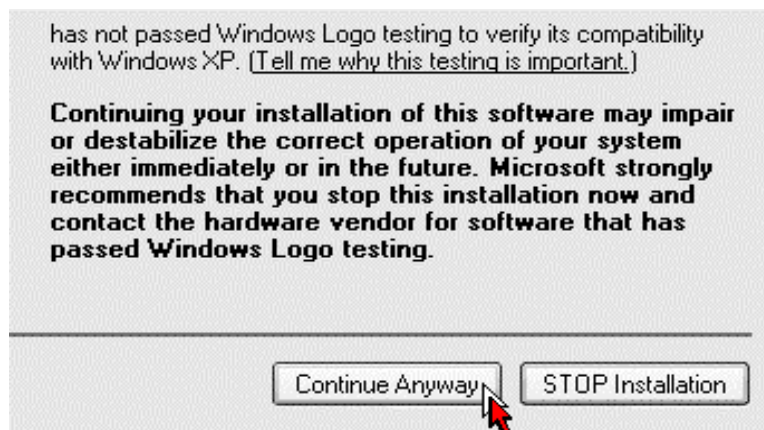 has not passed Windows Logo testing to verify its compatibility
with Windows XP. (Tell me why this testing is important.)
Continuing your installation of this software may impair
or destabilize the correct operation of your system
either immediately or in the future. Microsoft strongly
recommends that you stop this installation now and
contact the hardware vendor for software that has
passed Windows Logo testing.
Continue Anyway
STOP Installation